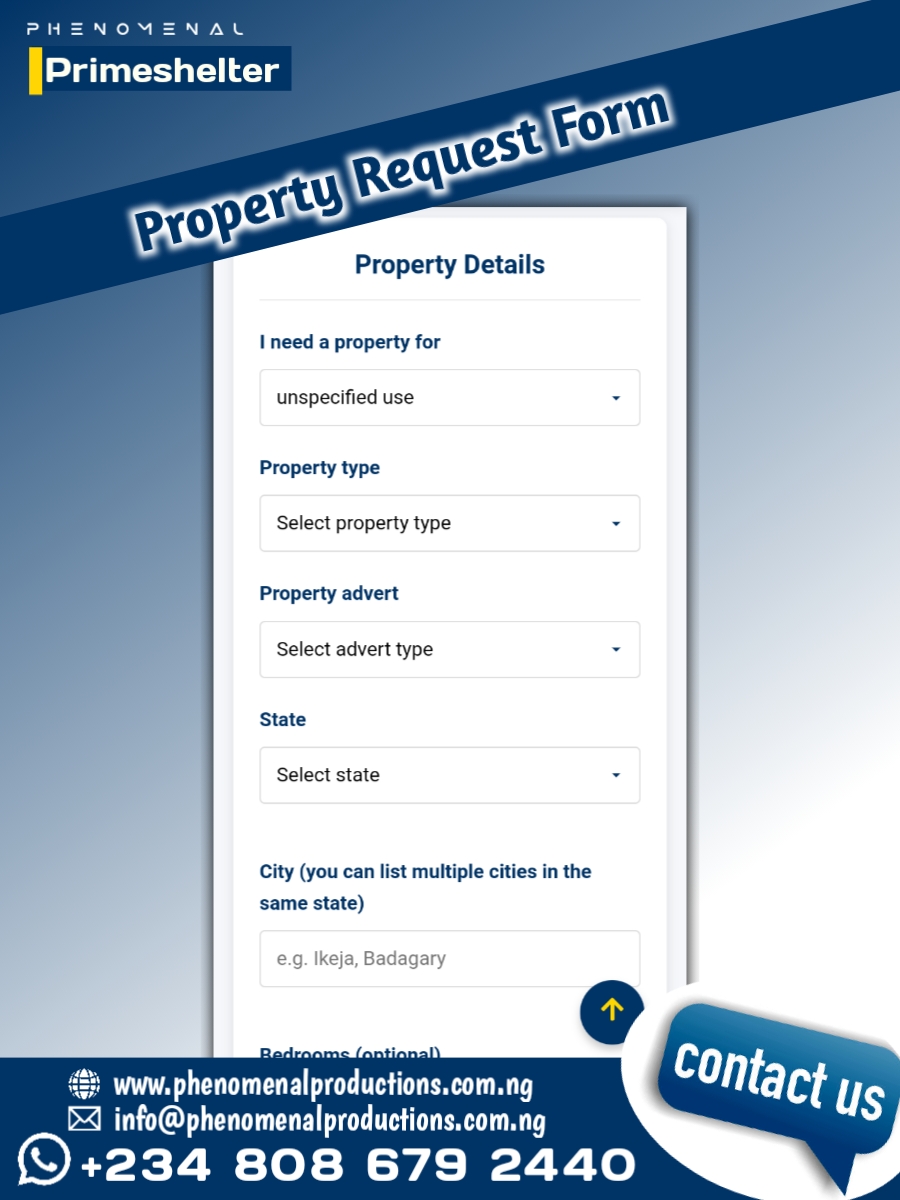 PHENOMENAL
Primeshelter
Property Request Form
Property Details
I need a property for
unspecified use
Property type
Select property type
Property advert
Select advert type
State
Select state
City (you can list multiple cities in the
same state)
e.g. Ikeja, Badagary
Bedrooms (optional)
www.phenomenalproductions.com.ng
info@phenomenalproductions.com.ng
+234 808 679 2440
contact us